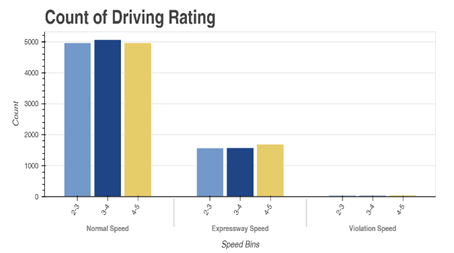 Count of Driving Rating
5000
4000
3000
2000
1000
0
Count
2-3 3-4 4-5 2-3 3-4 4-5 2-3 3-4 4-5
Normal Speed Expressway Speed Violation Speed
Speed Bins